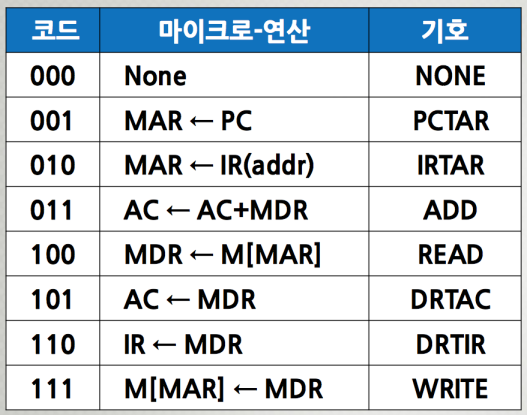 코드 마이크로-연산 기호
000 None NONE
001 MAR ← PC PCTAR
010 MAR ← IR(addr) IRTAR
011 AC ← AC+MDR ADD
100 MDR ← M[MAR] READ
101 AC ← MDR DRTAC
110 IR ← MDR DRTIR
111 M[MAR] ← MDR WRITE